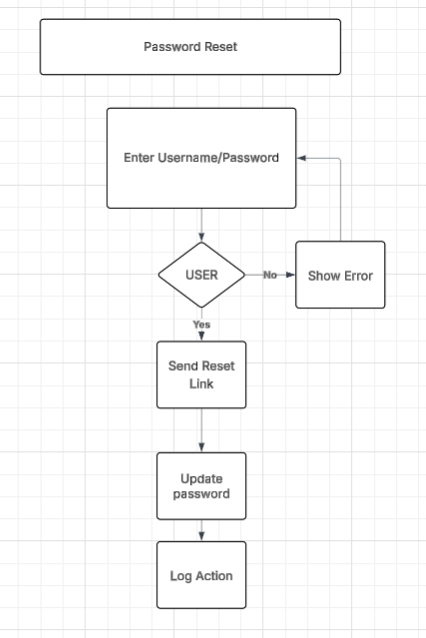 Password Reset
Enter Username/Password
USER
No
Show Error
Yes
Send Reset
Link
Update
password
Log Action